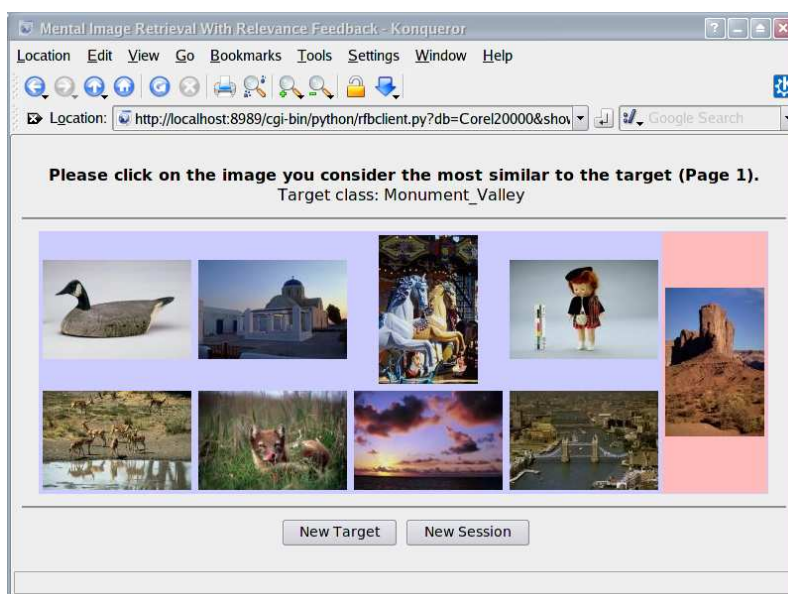 Mental Image Retrieval With Relevance Feedback - Konqueror
Location Edit View Go Bookmarks Tools Settings Window Help
Location: http://localhost:8989/cgi-bin/python/rfbclient.py?db=Corel20000&show Google Search
Please click on the image you consider the most similar to the target (Page 1).
Target class: Monument_Valley
New Target New Session